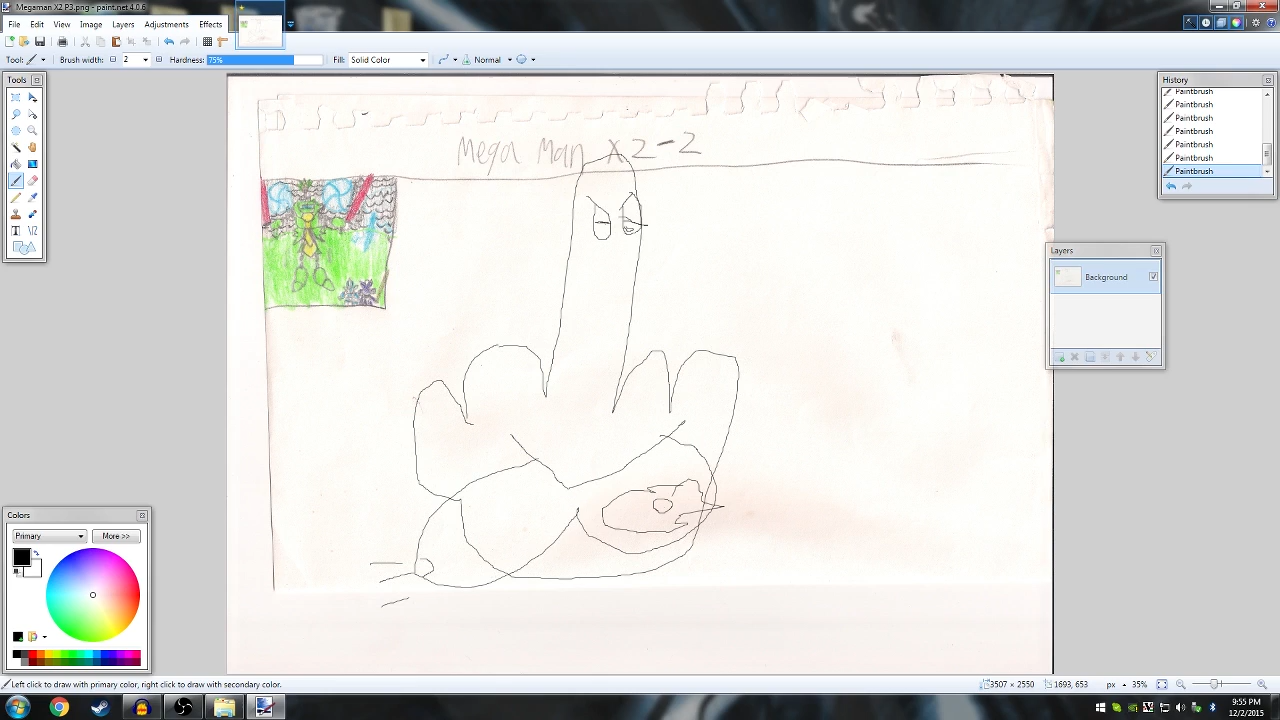 Megaman X2 P3.png - paint.net 4.0.6
File Edit View Image Layers Adjustments Effects
Tool: Brush width: 2 Hardness: 75% Fill: Solid Color Normal
Tools
History
Paintbrush
Paintbrush
Paintbrush
Paintbrush
Paintbrush
Paintbrush
Paintbrush
Mega Man X2-2
Layers
Background
Colors
Primary More >>
Left click to draw with primary color, right click to draw with secondary color.
3507 × 2550 1693, 653 px 35%
9:55 PM
12/2/2015